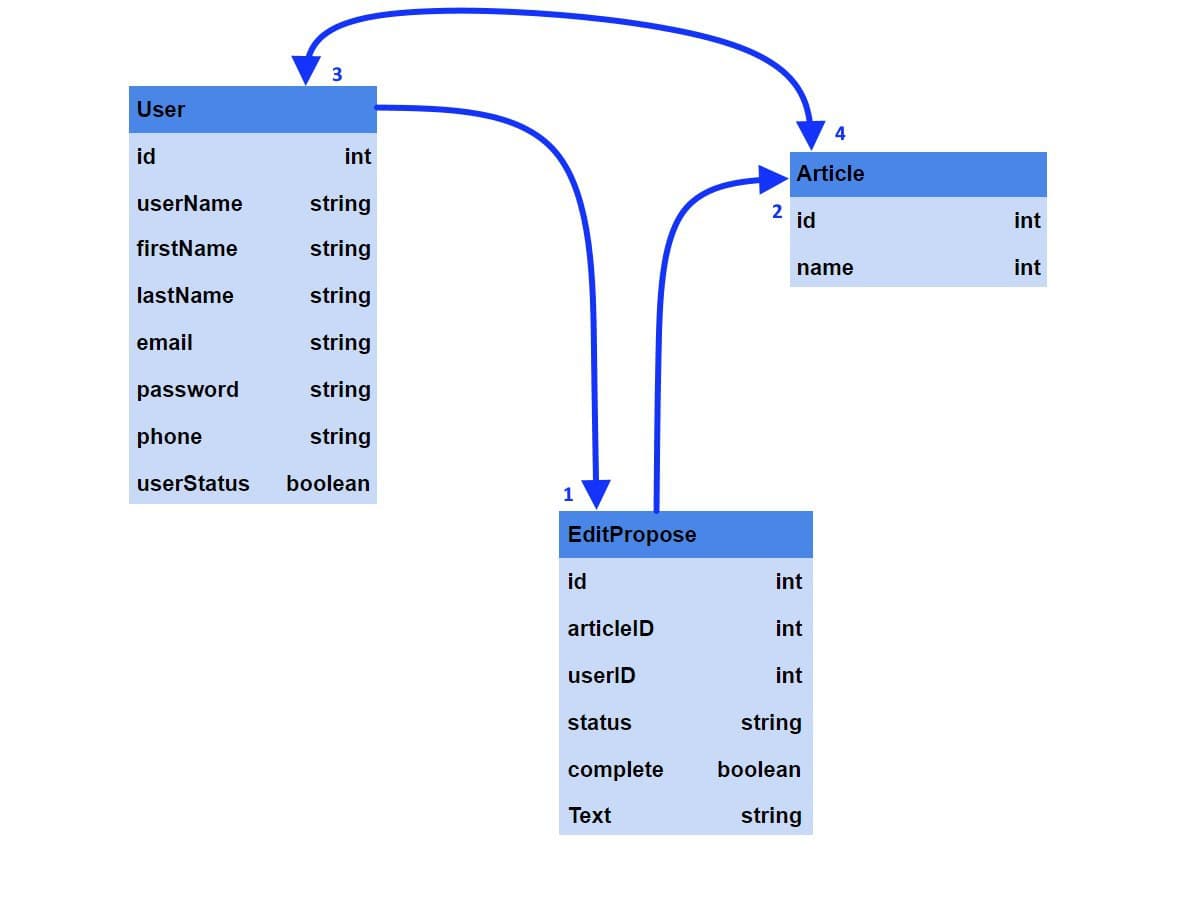 3
User
id int
userName string
firstName string
lastName string
email string
password string
phone string
userStatus boolean
4
Article
2
id int
name int
1
EditPropose
id int
articleID int
userID int
status string
complete boolean
Text string